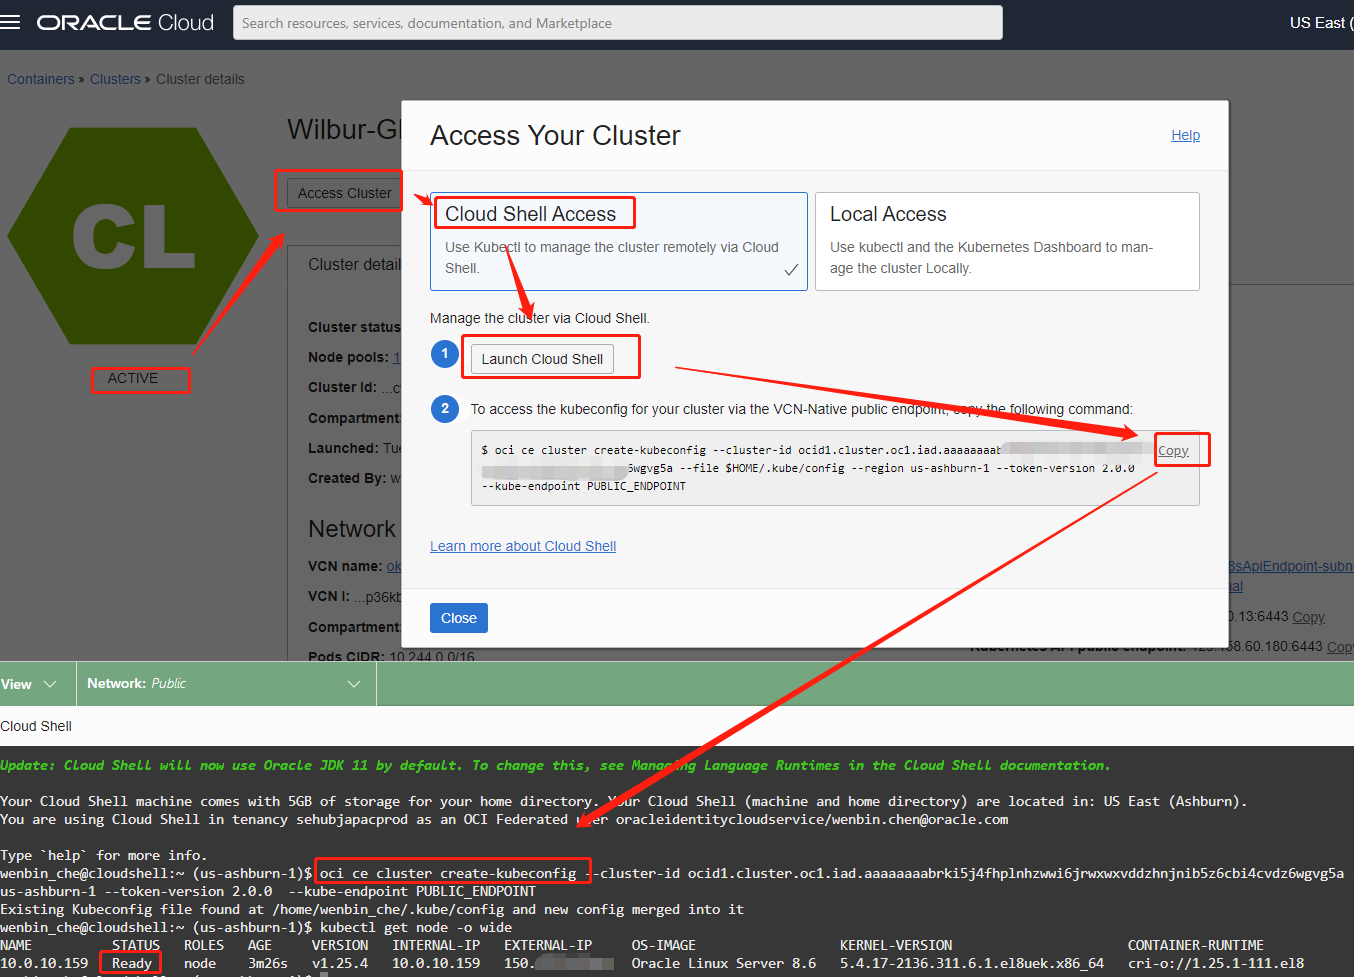 ORACLE Cloud
Search resources, services, documentation, and Marketplace
US East (
Containers » Clusters » Cluster details
Wilbur-G
CL
ACTIVE
Access Cluster
Cluster detail
Cluster status
Node pools: 1
Cluster Id: ...c
Compartment:
Launched: Tue
Created By: w
Network
VCN name: ok
VCN I: ...p36kb
Compartment:
Pods CIDR: 10.244.0.0/16
Access Your Cluster
Help
Cloud Shell Access
Use Kubectl to manage the cluster remotely via Cloud
Shell.
Local Access
Use kubectl and the Kubernetes Dashboard to man-
age the cluster Locally.
Manage the cluster via Cloud Shell.
1
Launch Cloud Shell
2
To access the kubeconfig for your cluster via the VCN-Native public endpoint, copy the following command:
$ oci ce cluster create-kubeconfig --cluster-id ocid1.cluster.oc1.iad.aaaaaaaab
6wgvg5a --file $HOME/.kube/config --region us-ashburn-1 --token-version 2.0.0
--kube-endpoint PUBLIC_ENDPOINT
Copy
Learn more about Cloud Shell
Close
sApiEndpoint-subn
al
0.13:6443 Copy
Kubernetes API public endpoint: 129.158.60.180:6443 Copy
View
Network: Public
Cloud Shell
Update: Cloud Shell will now use Oracle JDK 11 by default. To change this, see Managing Language Runtimes in the Cloud Shell documentation.
Your Cloud Shell machine comes with 5GB of storage for your home directory. Your Cloud Shell (machine and home directory) are located in: US East (Ashburn).
You are using Cloud Shell in tenancy sehubjapacprod as an OCI Federated user oracleidentitycloudservice/wenbin.chen@oracle.com
Type `help` for more info.
wenbin_che@cloudshell:~ (us-ashburn-1)$ oci ce cluster create-kubeconfig --cluster-id ocid1.cluster.oc1.iad.aaaaaaaabrki5j4fhplnhzwwi6jrwxwxvddzhnjnib5z6cbi4cvdz6wgvg5a
us-ashburn-1 --token-version 2.0.0  --kube-endpoint PUBLIC_ENDPOINT
Existing Kubeconfig file found at /home/wenbin_che/.kube/config and new config merged into it
wenbin_che@cloudshell:~ (us-ashburn-1)$ kubectl get node -o wide
NAME STATUS ROLES AGE VERSION INTERNAL-IP EXTERNAL-IP OS-IMAGE KERNEL-VERSION CONTAINER-RUNTIME
10.0.10.159 Ready node 3m26s v1.25.4 10.0.10.159 150. Oracle Linux Server 8.6 5.4.17-2136.311.6.1.el8uek.x86_64 cri-o://1.25.1-111.el8